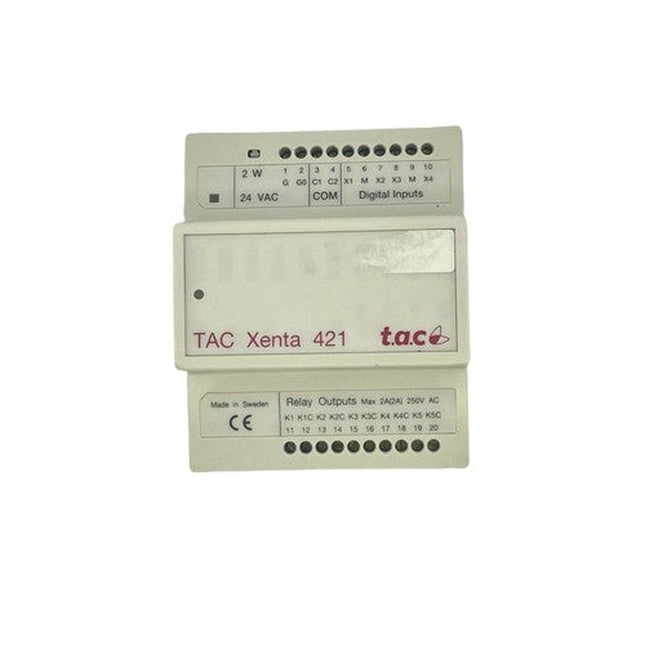 1 2 3 4 5 6 7 8 9 10
2 W G G0 C1 C2 X1 M X2 X3 M X4
24 VAC COM Digital Inputs
TAC Xenta 421 t.a.c
Made in Sweden Relay Outputs Max 2A(2A) 250V AC
CE K1 K1C K2 K2C K3 K3C K4 K4C K5 K5C
11 12 13 14 15 16 17 18 19 20